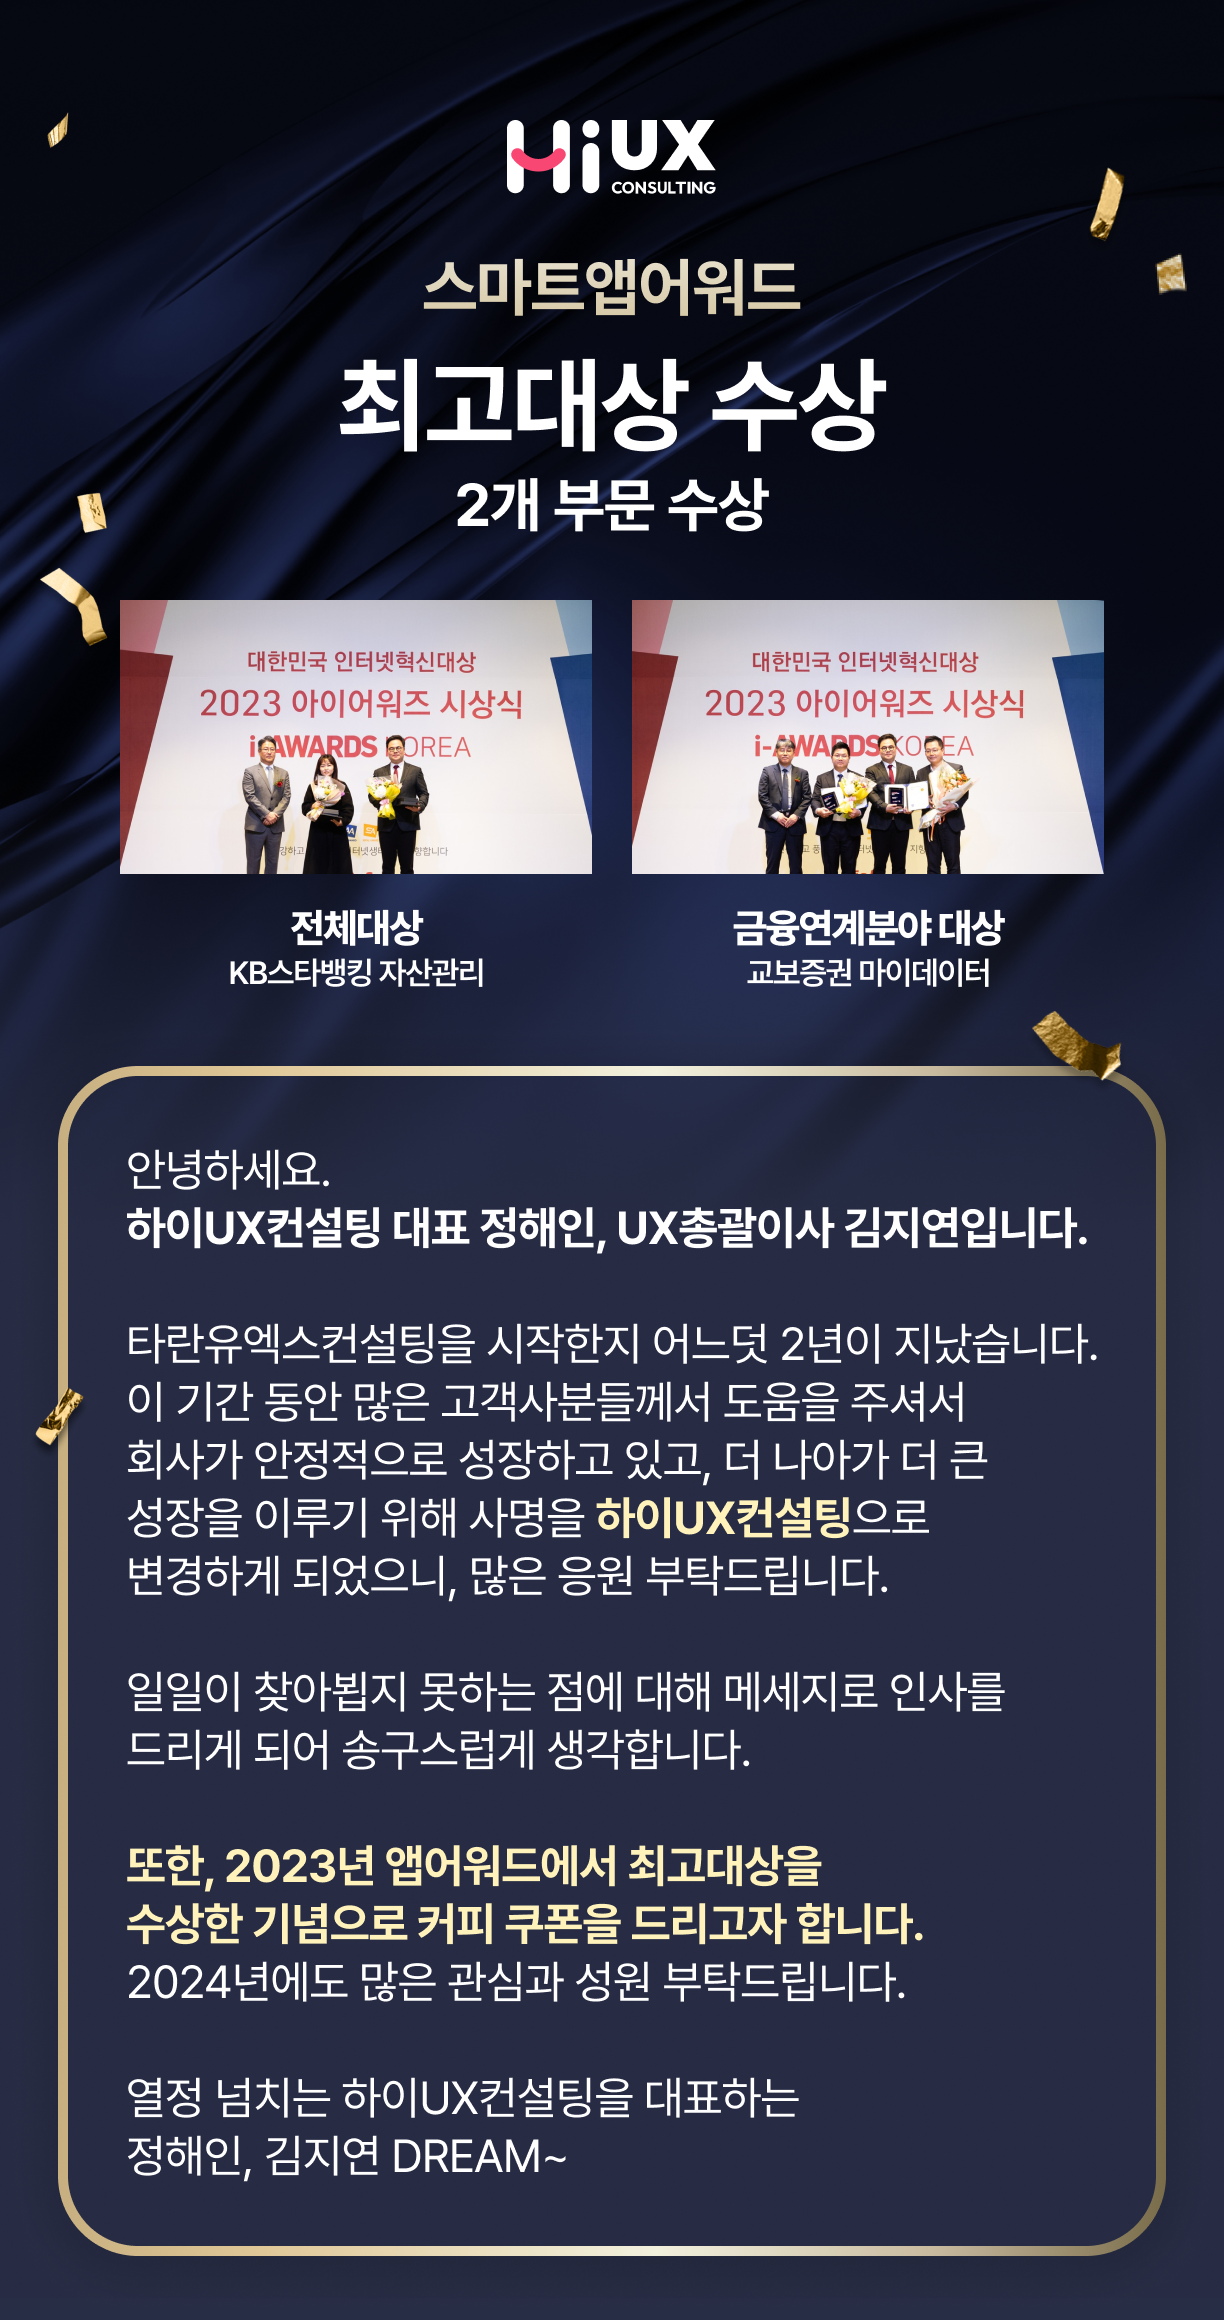 HiUX
CONSULTING
스마트앱어워드
최고대상 수상
2개 부문 수상
대한민국 인터넷혁신대상
2023 아이어워즈 시상식
i-AWARDS KOREA
대한민국 인터넷혁신대상
2023 아이어워즈 시상식
i-AWARDS KOREA
전체대상
KB스타뱅킹 자산관리
금융연계분야 대상
교보증권 마이데이터
안녕하세요.
하이UX컨설팅 대표 정해인, UX총괄이사 김지연입니다.
타란유엑스컨설팅을 시작한지 어느덧 2년이 지났습니다.
이 기간 동안 많은 고객사분들께서 도움을 주셔서
회사가 안정적으로 성장하고 있고, 더 나아가 더 큰
성장을 이루기 위해 사명을 하이UX컨설팅으로
변경하게 되었으니, 많은 응원 부탁드립니다.
일일이 찾아뵙지 못하는 점에 대해 메세지로 인사를
드리게 되어 송구스럽게 생각합니다.
또한, 2023년 앱어워드에서 최고대상을
수상한 기념으로 커피 쿠폰을 드리고자 합니다.
2024년에도 많은 관심과 성원 부탁드립니다.
열정 넘치는 하이UX컨설팅을 대표하는
정해인, 김지연 DREAM~